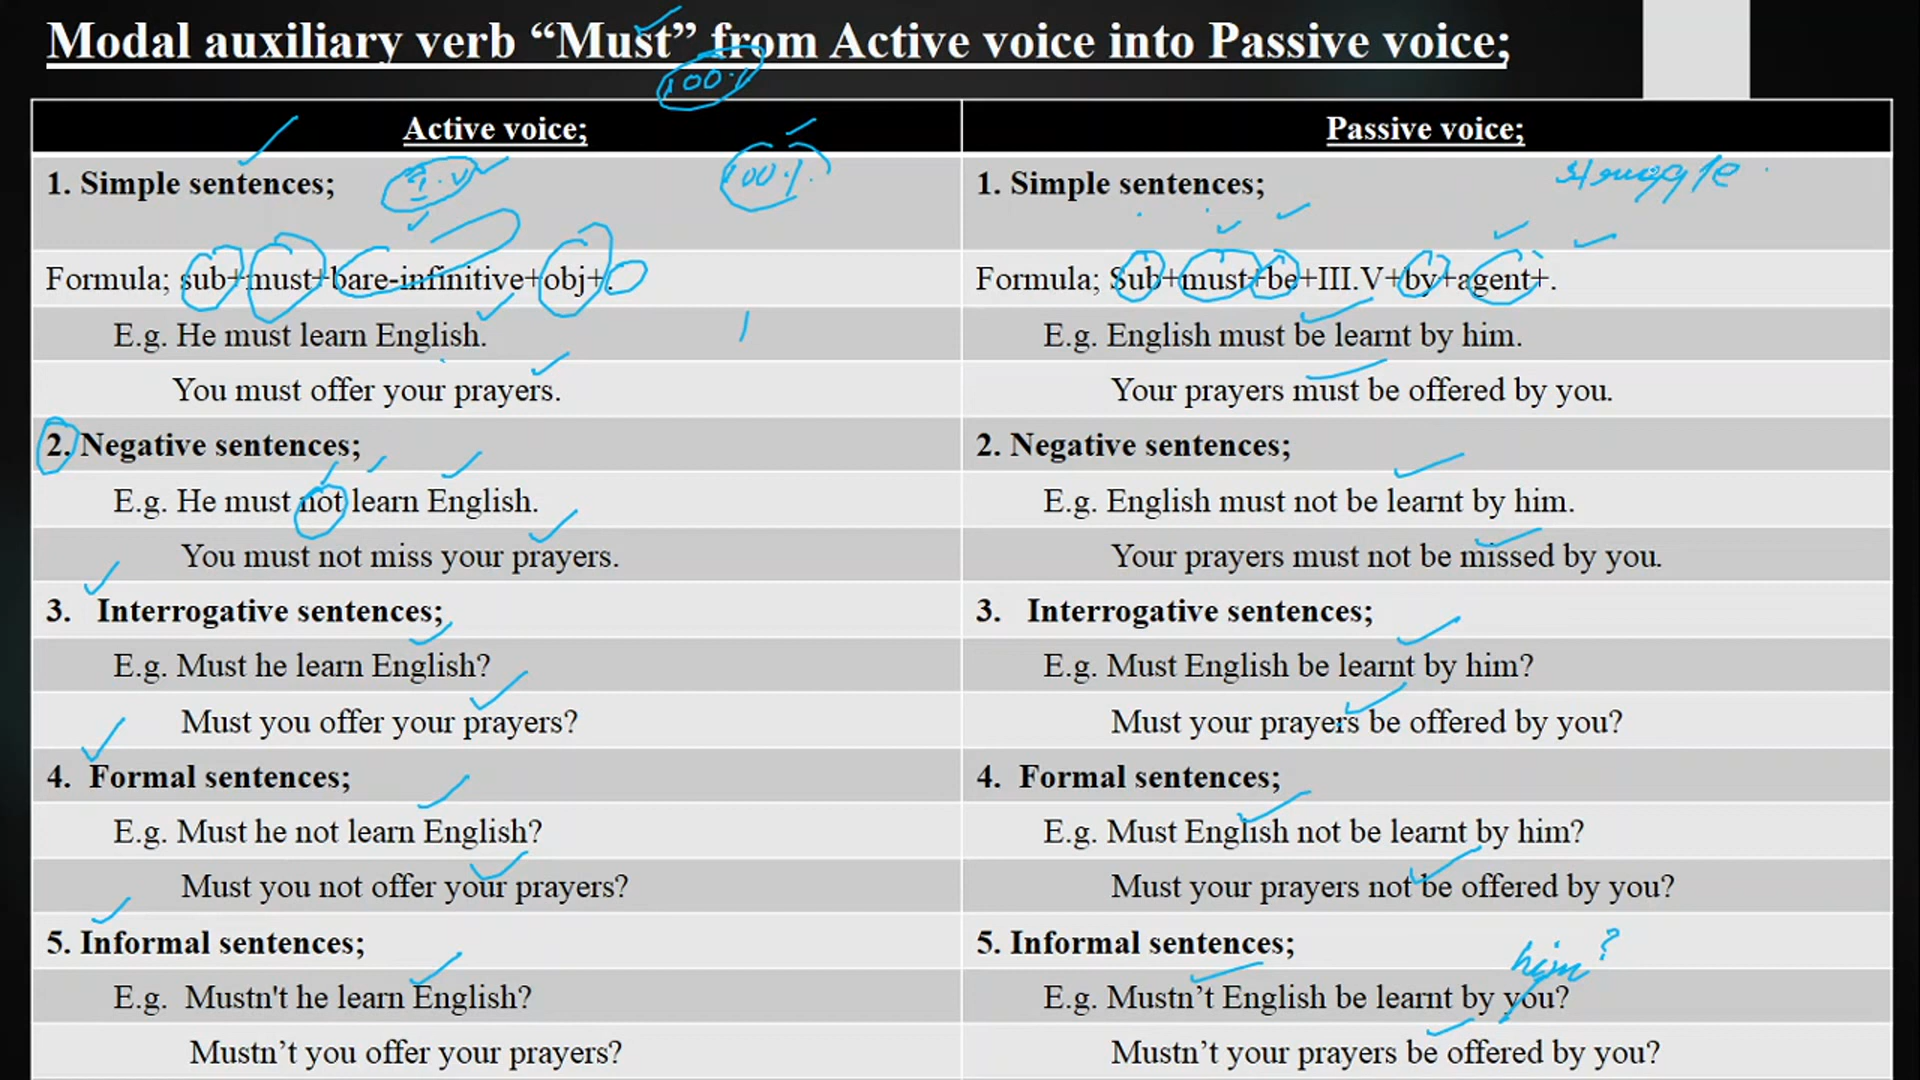 Modal auxiliary verb “Must” from Active voice into Passive voice;
100%
Active voice;
Passive voice;
1. Simple sentences;
100%
1. Simple sentences;
struggle
Formula; sub+must+bare-infinitive+obj+.
Formula; Sub+must+be+III.V+by+agent+.
E.g. He must learn English.
E.g. English must be learnt by him.
You must offer your prayers.
Your prayers must be offered by you.
2. Negative sentences;
2. Negative sentences;
E.g. He must not learn English.
E.g. English must not be learnt by him.
You must not miss your prayers.
Your prayers must not be missed by you.
3. Interrogative sentences;
3. Interrogative sentences;
E.g. Must he learn English?
E.g. Must English be learnt by him?
Must you offer your prayers?
Must your prayers be offered by you?
4. Formal sentences;
4. Formal sentences;
E.g. Must he not learn English?
E.g. Must English not be learnt by him?
Must you not offer your prayers?
Must your prayers not be offered by you?
5. Informal sentences;
5. Informal sentences;
him?
E.g. Mustn't he learn English?
E.g. Mustn’t English be learnt by you?
Mustn’t you offer your prayers?
Mustn’t your prayers be offered by you?